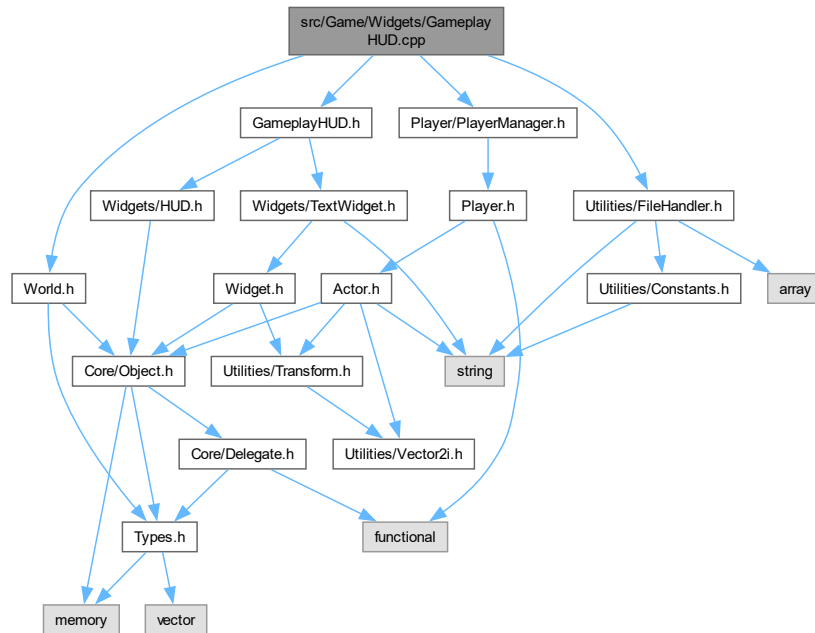 src/Game/Widgets/Gameplay
HUD.cpp
GameplayHUD.h
Player/PlayerManager.h
Widgets/HUD.h
Widgets/TextWidget.h
Player.h
Utilities/FileHandler.h
World.h
Widget.h
Actor.h
Utilities/Constants.h
array
Core/Object.h
Utilities/Transform.h
string
Core/Delegate.h
Utilities/Vector2i.h
Types.h
functional
memory
vector